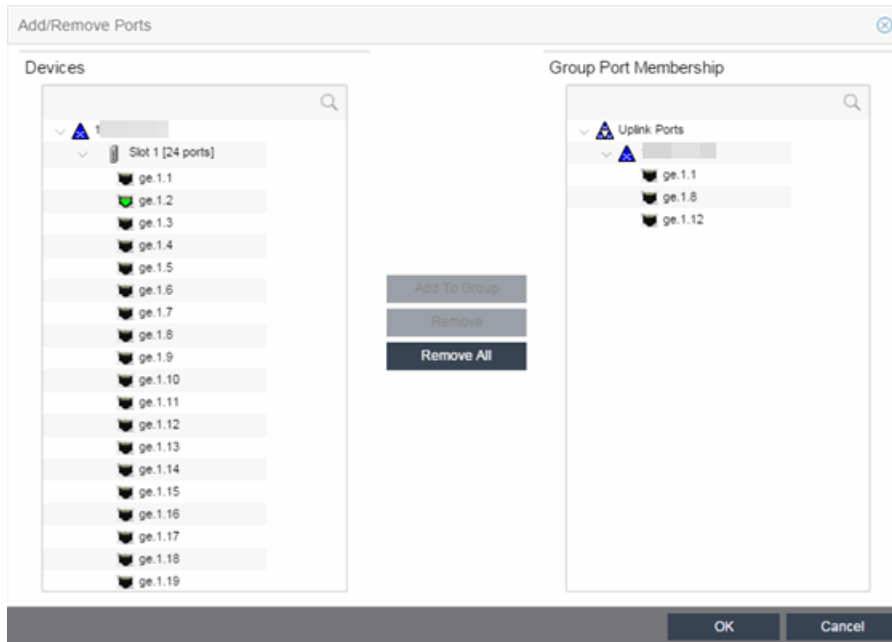 Add/Remove Ports
Devices
1
Slot 1 [24 ports]
ge.1.1
ge.1.2
ge.1.3
ge.1.4
ge.1.5
ge.1.6
ge.1.7
ge.1.8
ge.1.9
ge.1.10
ge.1.11
ge.1.12
ge.1.13
ge.1.14
ge.1.15
ge.1.16
ge.1.17
ge.1.18
ge.1.19
Add To Group
Remove
Remove All
Group Port Membership
Uplink Ports
ge.1.1
ge.1.8
ge.1.12
OK
Cancel